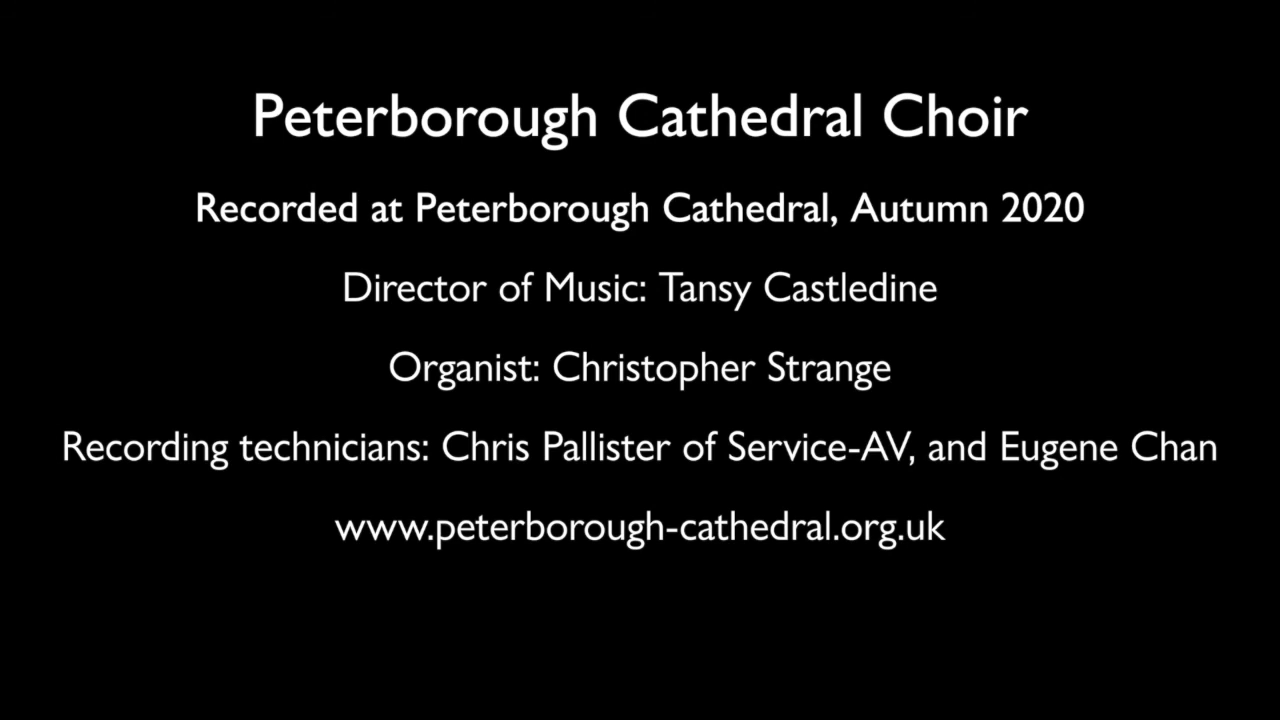 Peterborough Cathedral Choir
Recorded at Peterborough Cathedral, Autumn 2020
Director of Music: Tansy Castledine
Organist: Christopher Strange
Recording technicians: Chris Pallister of Service-AV, and Eugene Chan
www.peterborough-cathedral.org.uk